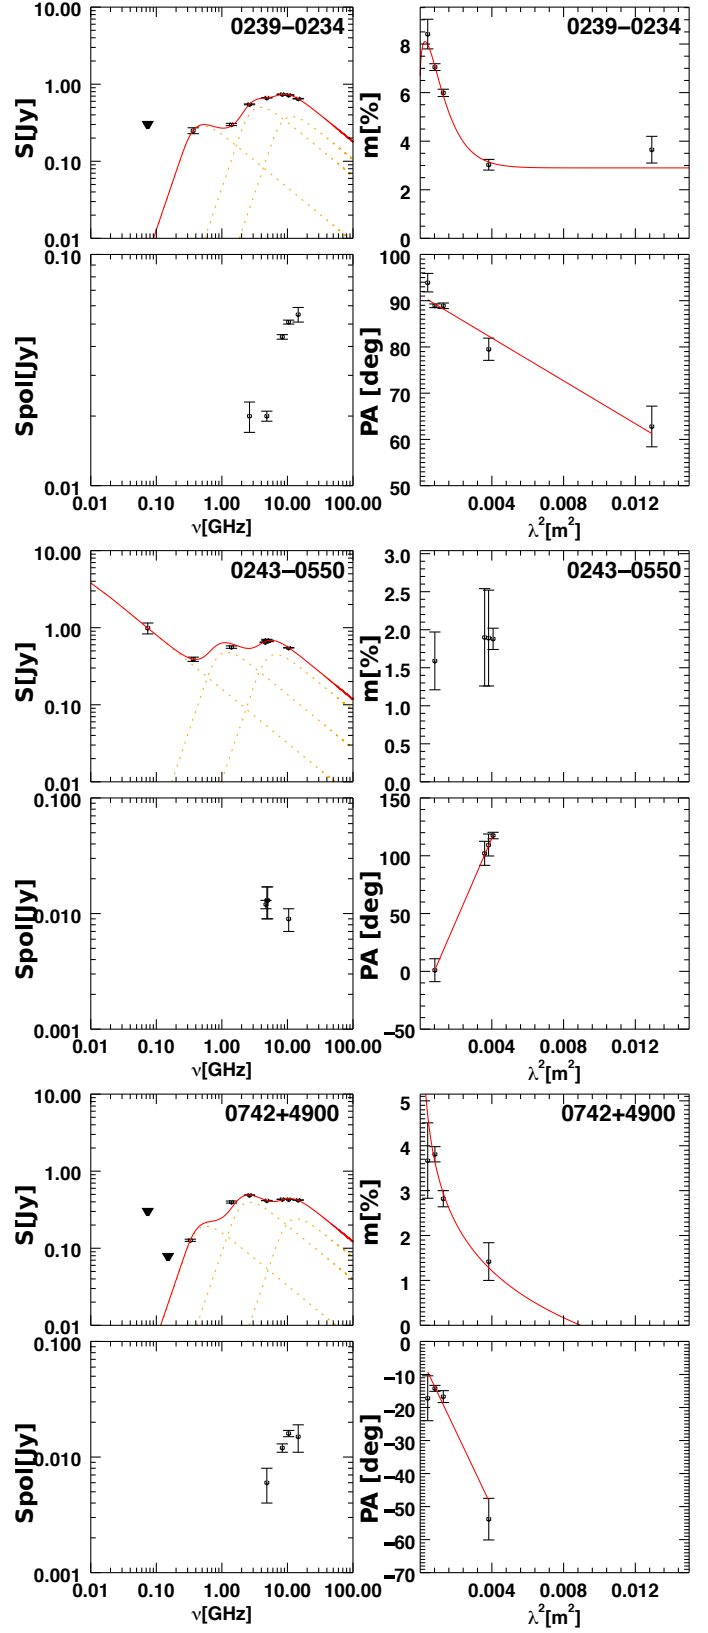 10.00 0239−0234 0239−0234
1.00 8
S[Jy] m[%] 6
0.10 4
2
0.01 0
0.10 100
90
Spol[Jy] PA [deg] 80
70
60
0.01 50
0.01 0.10 1.00 10.00 100.00 0.004 0.008 0.012
ν[GHz] λ²[m²]
10.00 0243−0550 3.0 0243−0550
2.5
1.00 2.0
S[Jy] m[%] 1.5
0.10 1.0
0.5
0.01 0.0
0.100 150
100
Spol[Jy] 0.010 PA [deg] 50
0
0.001 −50
0.01 0.10 1.00 10.00 100.00 0.004 0.008 0.012
ν[GHz] λ²[m²]
10.00 0742+4900 5 0742+4900
4
1.00 3
S[Jy] m[%]
0.10 2
1
0.01 0
0.100 −10
−20
−30
Spol[Jy] 0.010 PA [deg] −40
−50
−60
0.001 −70
0.01 0.10 1.00 10.00 100.00 0.004 0.008 0.012
ν[GHz] λ²[m²]